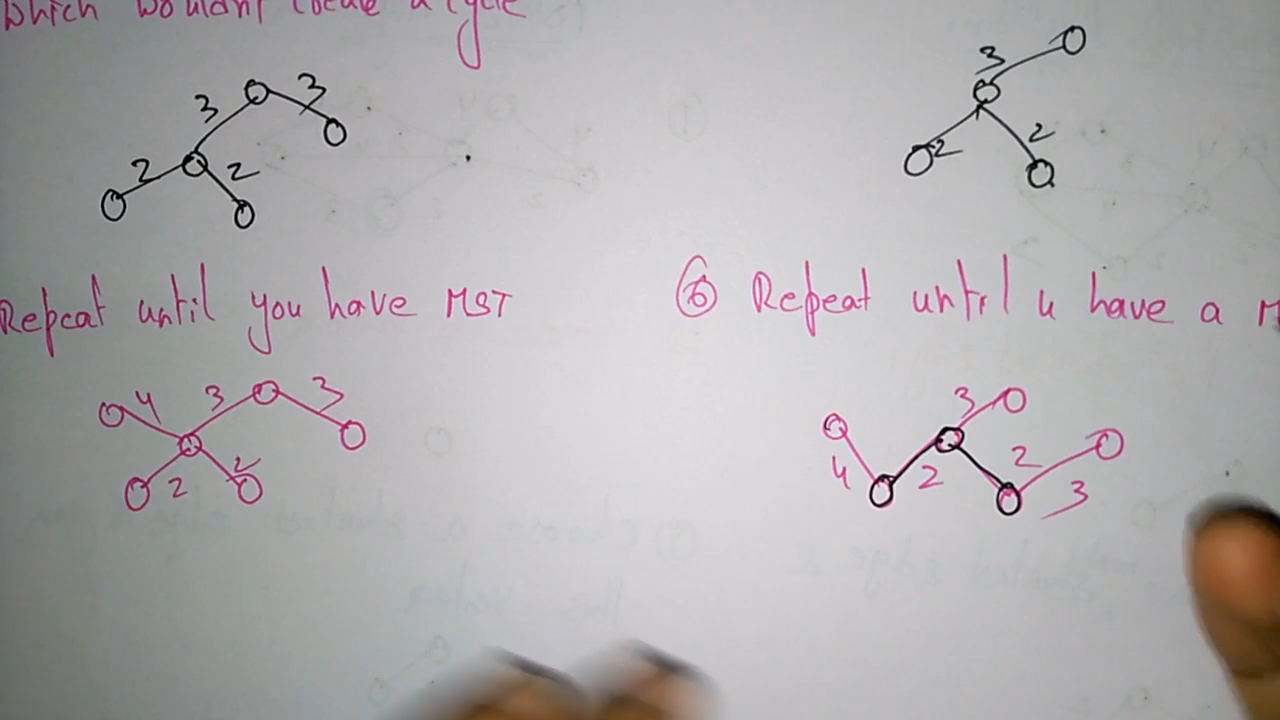 which wouldn't create a cycle
3 3
2 2
3
2 2
Repeat until you have MST
⑥ Repeat until u have a M
4 3 3
2 2
3
4 2 2 3